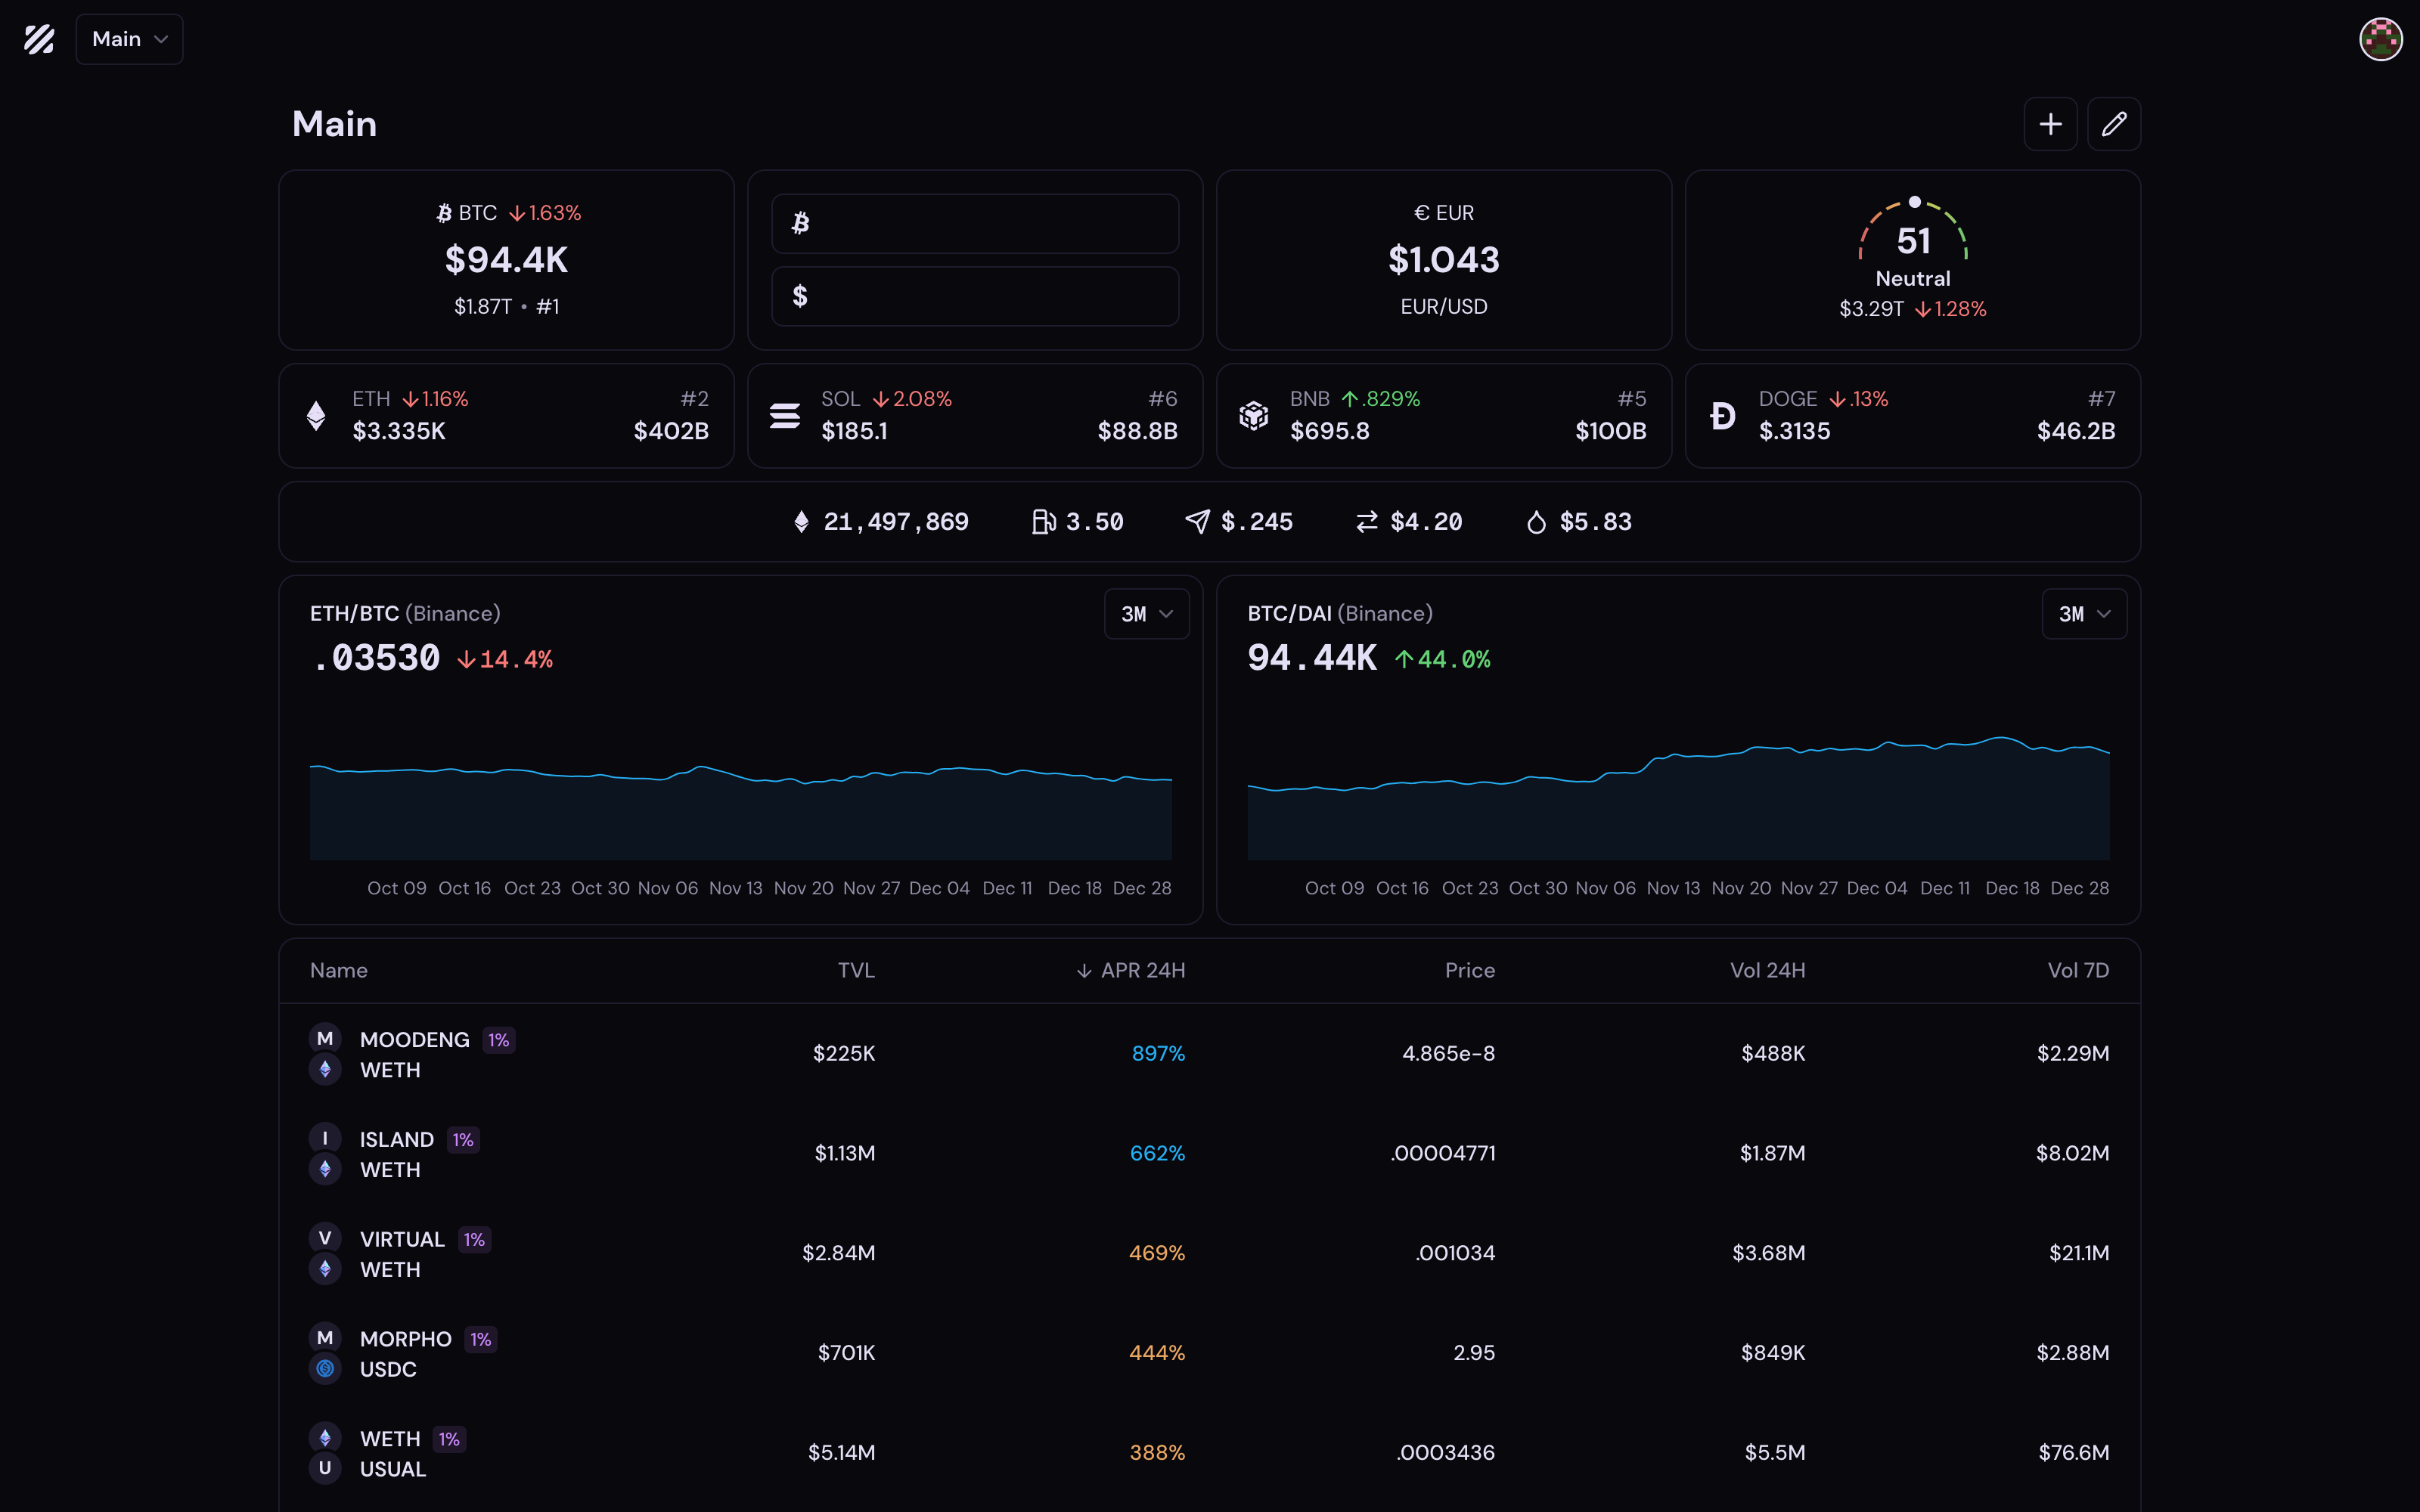 Main
Main
BTC ↓1.63%
$94.4K
$1.87T • #1
$
€ EUR
$1.043
EUR/USD
51
Neutral
$3.29T ↓1.28%
ETH ↓1.16% #2
$3.335K $402B
SOL ↓2.08% #6
$185.1 $88.8B
BNB ↑.829% #5
$695.8 $100B
DOGE ↓.13% #7
$.3135 $46.2B
21,497,869 3.50 $.245 $4.20 $5.83
ETH/BTC (Binance) 3M
.03530 ↓14.4%
Oct 09 Oct 16 Oct 23 Oct 30 Nov 06 Nov 13 Nov 20 Nov 27 Dec 04 Dec 11 Dec 18 Dec 28
BTC/DAI (Binance) 3M
94.44K ↑44.0%
Oct 09 Oct 16 Oct 23 Oct 30 Nov 06 Nov 13 Nov 20 Nov 27 Dec 04 Dec 11 Dec 18 Dec 28
Name TVL ↓ APR 24H Price Vol 24H Vol 7D
M MOODENG 1%
WETH
$225K 897% 4.865e-8 $488K $2.29M
I ISLAND 1%
WETH
$1.13M 662% .00004771 $1.87M $8.02M
V VIRTUAL 1%
WETH
$2.84M 469% .001034 $3.68M $21.1M
M MORPHO 1%
USDC
$701K 444% 2.95 $849K $2.88M
WETH 1%
U USUAL
$5.14M 388% .0003436 $5.5M $76.6M